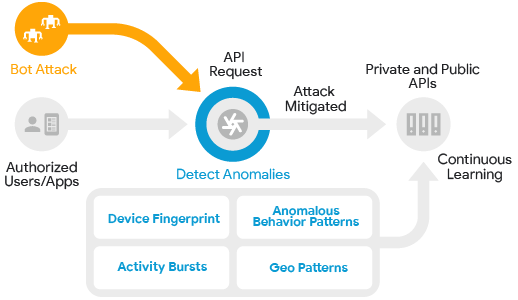 Bot Attack
API
Request
Attack
Mitigated
Private and Public
APIs
Authorized
Users/Apps
Detect Anomalies
Continuous
Learning
Device Fingerprint
Anomalous
Behavior Patterns
Activity Bursts
Geo Patterns